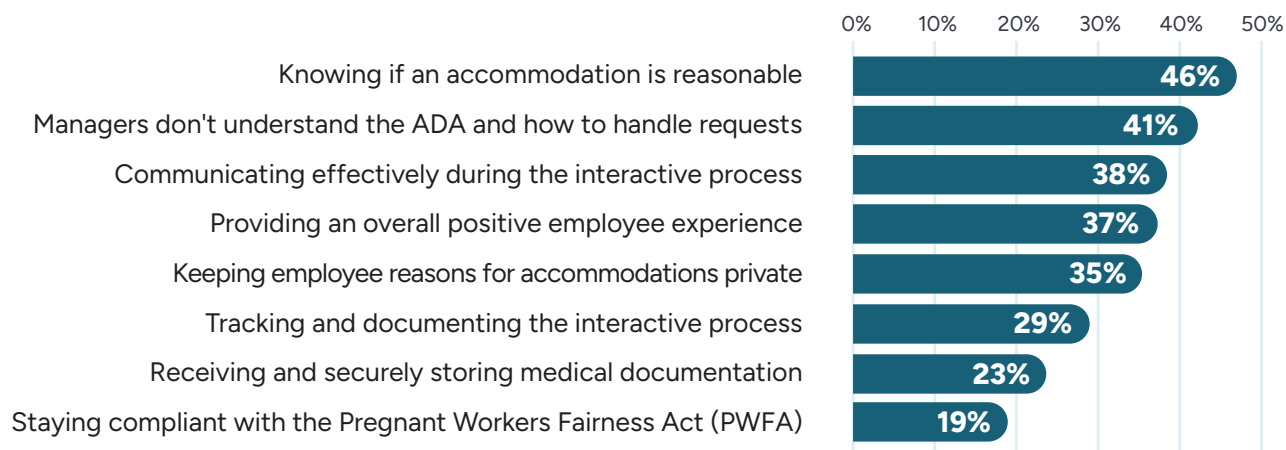 0% 10% 20% 30% 40% 50%
Knowing if an accommodation is reasonable 46%
Managers don't understand the ADA and how to handle requests 41%
Communicating effectively during the interactive process 38%
Providing an overall positive employee experience 37%
Keeping employee reasons for accommodations private 35%
Tracking and documenting the interactive process 29%
Receiving and securely storing medical documentation 23%
Staying compliant with the Pregnant Workers Fairness Act (PWFA) 19%